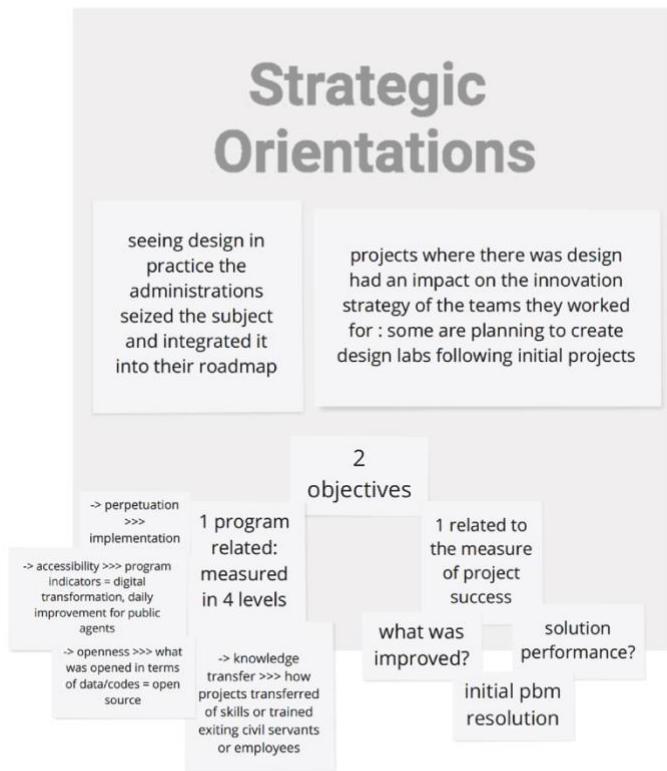 Strategic
Orientations
seeing design in
practice the
administrations
seized the subject
and integrated it
into their roadmap
projects where there was design
had an impact on the innovation
strategy of the teams they worked
for : some are planning to create
design labs following initial projects
2
objectives
1 program
related:
measured
in 4 levels
-> perpetuation
>>>
implementation
-> accessibility >>> program
indicators = digital
transformation, daily
improvement for public
agents
-> openness >>> what
was opened in terms
of data/codes = open
source
-> knowledge
transfer >>> how
projects transferred
of skills or trained
exiting civil servants
or employees
1 related to
the measure
of project
success
what was
improved?
solution
performance?
initial pbm
resolution